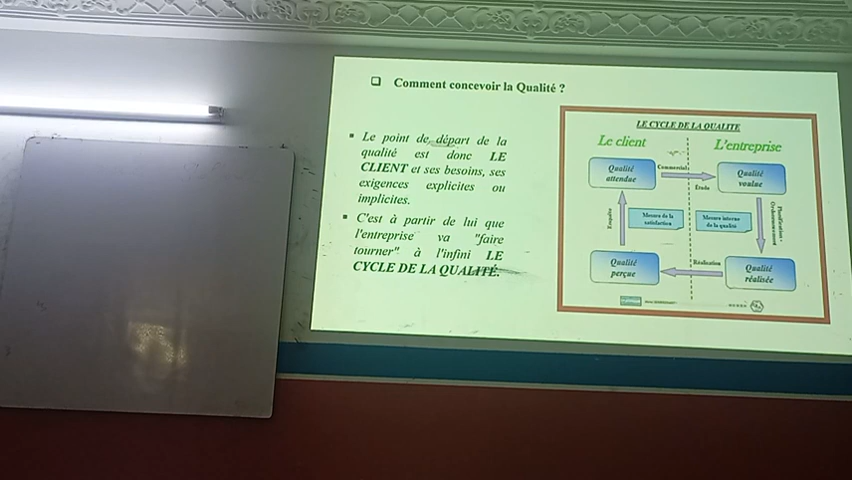 Comment concevoir la Qualité ?
Le point de départ de la
qualité est donc LE
CLIENT et ses besoins, ses
exigences explicites ou
implicites.
C'est à partir de lui que
l'entreprise va "faire
tourner" à l'infini LE
CYCLE DE LA QUALITÉ.
LE CYCLE DE LA QUALITE
Le client
L'entreprise
Qualité
attendue
Commercial
Étude
Qualité
voulue
Enquête
Mesure de la
satisfaction
Mesure interne
de la qualité
Planification -
Ordonnancement
Qualité
perçue
Réalisation
Qualité
réalisée